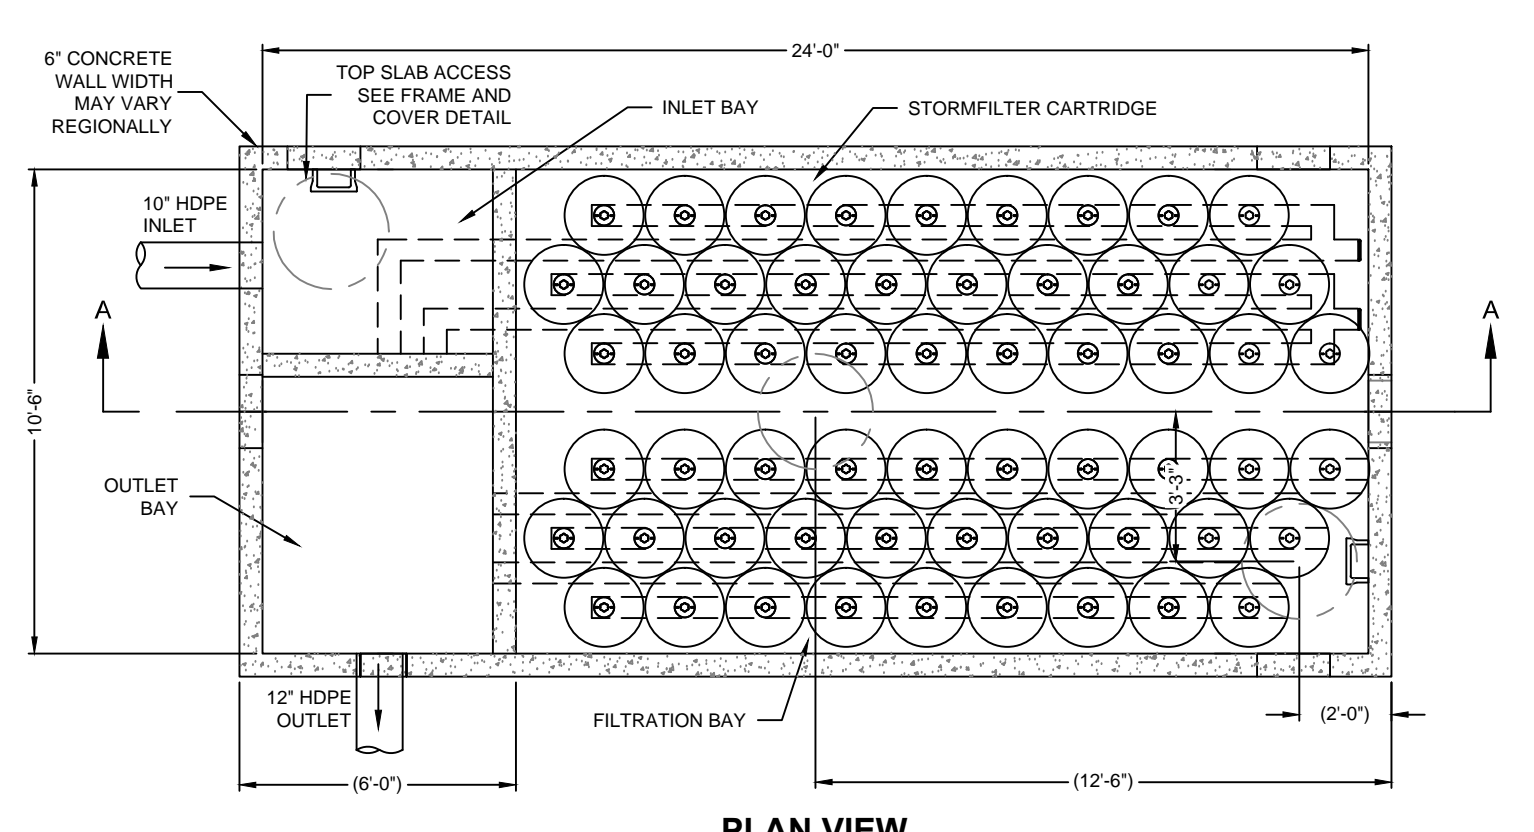 24'-0"
6" CONCRETE
WALL WIDTH
MAY VARY
REGIONALLY
TOP SLAB ACCESS
SEE FRAME AND
COVER DETAIL
INLET BAY
STORMFILTER CARTRIDGE
10" HDPE
INLET
A
A
10'-6"
OUTLET
BAY
3'-3"
12" HDPE
OUTLET
FILTRATION BAY
(2'-0")
(6'-0")
(12'-6")
PLAN VIEW